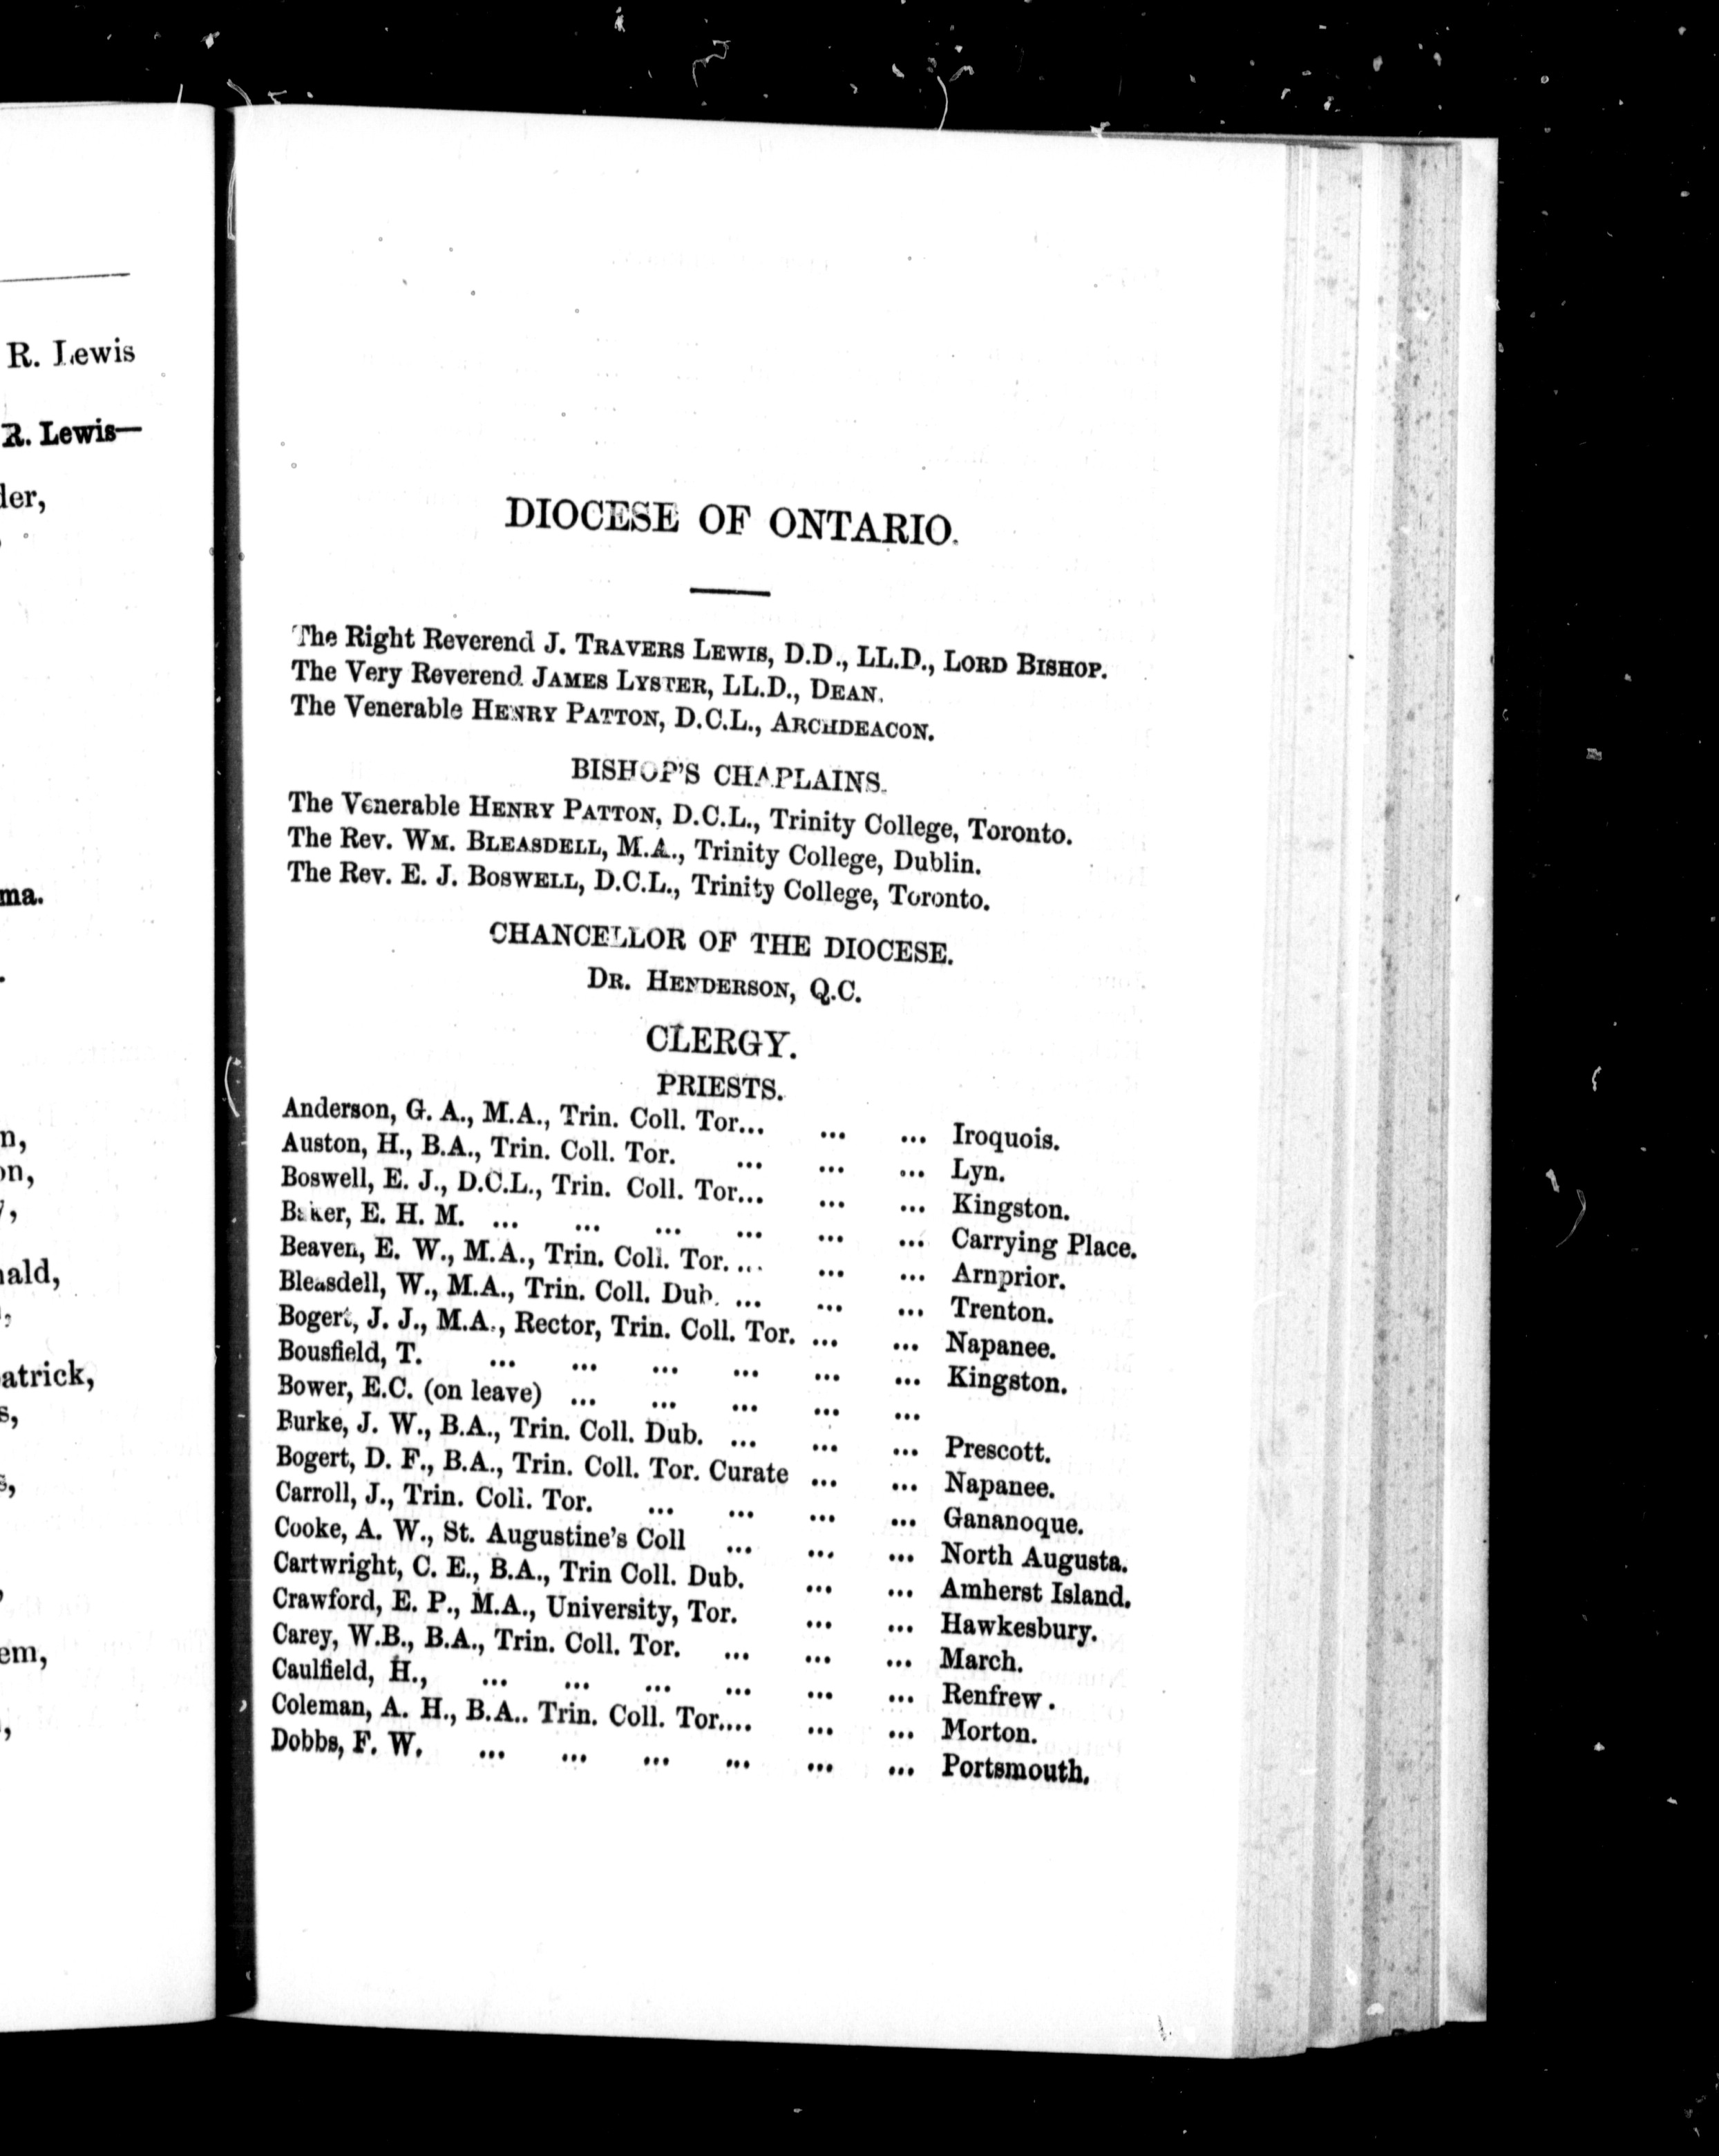 R. Lewis
R. Lewis—
der,
ma.
n,
on,
ald,
atrick,
s,
s,
em,
DIOCESE OF ONTARIO.
The Right Reverend J. TRAVERS LEWIS, D.D., LL.D., LORD BISHOP.
The Very Reverend JAMES LYSTER, LL.D., DEAN.
The Venerable HENRY PATTON, D.C.L., ARCHDEACON.
BISHOP'S CHAPLAINS.
The Venerable HENRY PATTON, D.C.L., Trinity College, Toronto.
The Rev. WM. BLEASDELL, M.A., Trinity College, Dublin.
The Rev. E. J. BOSWELL, D.C.L., Trinity College, Toronto.
CHANCELLOR OF THE DIOCESE.
DR. HENDERSON, Q.C.
CLERGY.
PRIESTS.
Anderson, G. A., M.A., Trin. Coll. Tor... ... ... Iroquois.
Auston, H., B.A., Trin. Coll. Tor. ... ... ... Lyn.
Boswell, E. J., D.C.L., Trin. Coll. Tor... ... ... Kingston.
Baker, E. H. M. ... ... ... ... ... ... Carrying Place.
Beaven, E. W., M.A., Trin. Coll. Tor. ... ... ... Arnprior.
Bleasdell, W., M.A., Trin. Coll. Dub. ... ... ... Trenton.
Bogert, J. J., M.A., Rector, Trin. Coll. Tor. ... ... Napanee.
Bousfield, T. ... ... ... ... ... ... Kingston.
Bower, E.C. (on leave) ... ... ... ... ...
Burke, J. W., B.A., Trin. Coll. Dub. ... ... ... Prescott.
Bogert, D. F., B.A., Trin. Coll. Tor. Curate ... ... Napanee.
Carroll, J., Trin. Coll. Tor. ... ... ... ... Gananoque.
Cooke, A. W., St. Augustine's Coll ... ... ... North Augusta.
Cartwright, C. E., B.A., Trin Coll. Dub. ... ... Amherst Island.
Crawford, E. P., M.A., University, Tor. ... ... Hawkesbury.
Carey, W.B., B.A., Trin. Coll. Tor. ... ... ... March.
Caulfield, H., ... ... ... ... ... ... Renfrew.
Coleman, A. H., B.A.. Trin. Coll. Tor.... ... ... Morton.
Dobbs, F. W. ... ... ... ... ... ... Portsmouth.